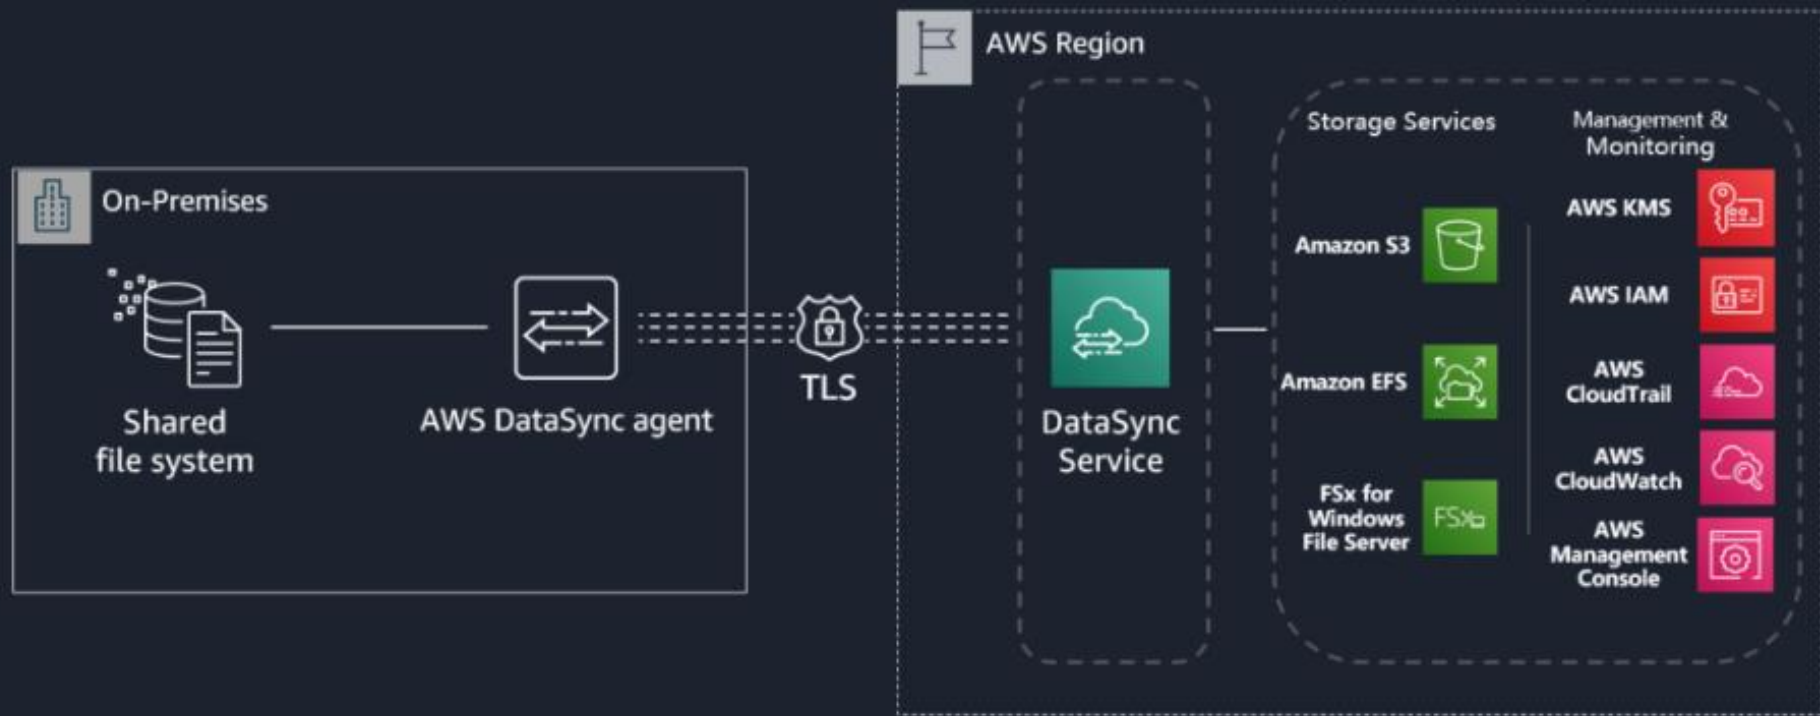 AWS Region
Storage Services
Management &
Monitoring
On-Premises
AWS KMS
Amazon S3
AWS IAM
TLS
Amazon EFS
AWS
CloudTrail
Shared
file system
AWS DataSync agent
DataSync
Service
AWS
CloudWatch
FSx for
Windows
File Server
FSx
AWS
Management
Console